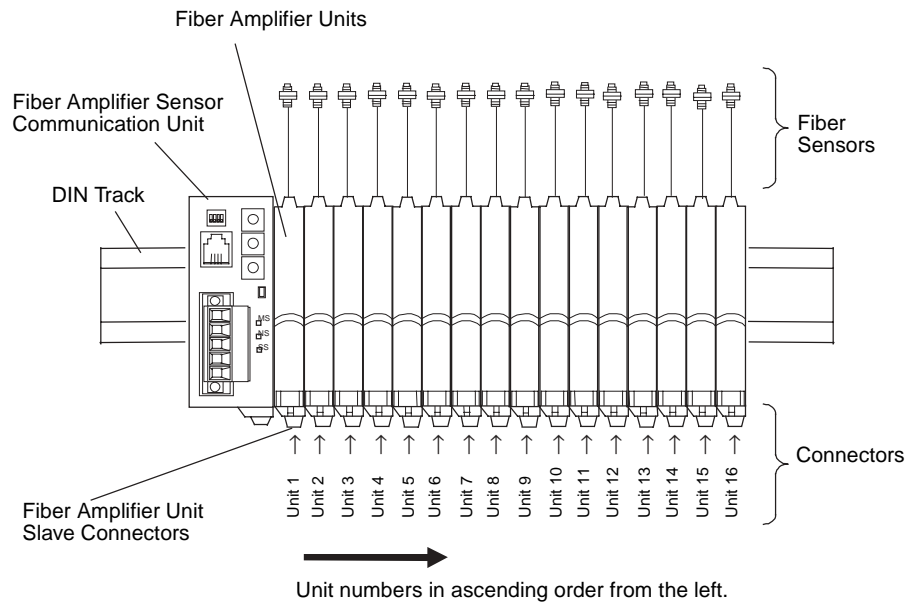 Fiber Amplifier Units
Fiber Amplifier Sensor
Communication Unit
Fiber
Sensors
DIN Track
MS
NS
SS
Connectors
Unit 1
Unit 2
Unit 3
Unit 4
Unit 5
Unit 6
Unit 7
Unit 8
Unit 9
Unit 10
Unit 11
Unit 12
Unit 13
Unit 14
Unit 15
Unit 16
Fiber Amplifier Unit
Slave Connectors
Unit numbers in ascending order from the left.